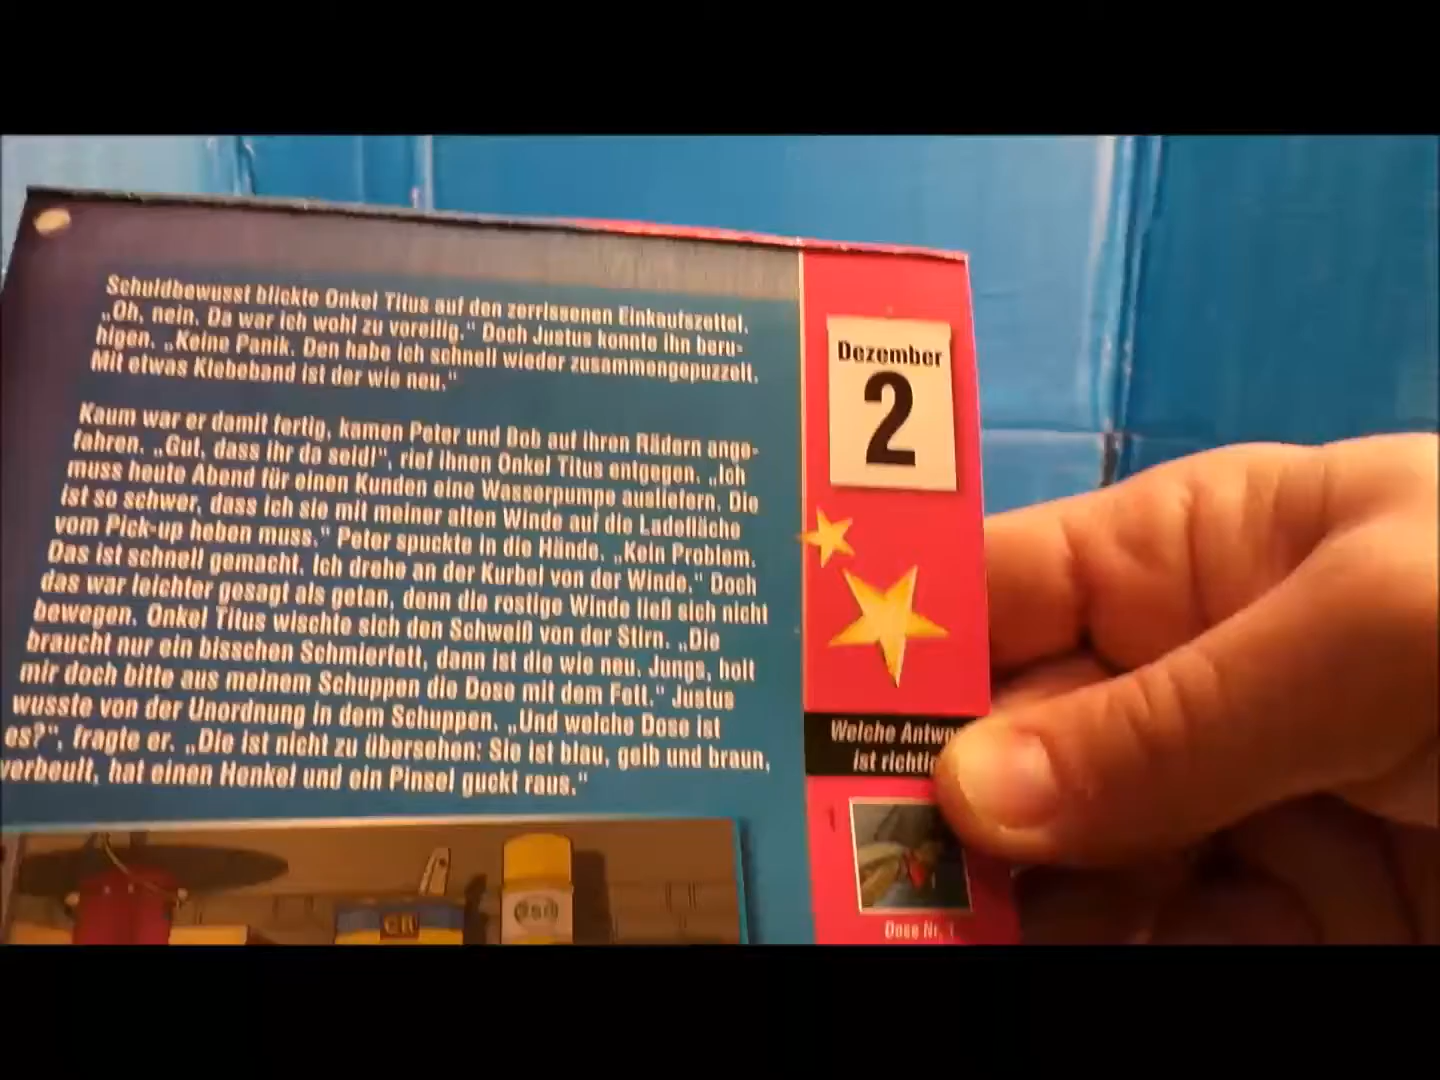 Schuldbewusst blickte Onkel Titus auf den zerrissenen Einkaufszettel.
„Oh, nein. Da war ich wohl zu voreilig.“ Doch Justus konnte ihn beru-
higen. „Keine Panik. Den habe ich schnell wieder zusammengepuzzelt.
Mit etwas Klebeband ist der wie neu.“
Kaum war er damit fertig, kamen Peter und Bob auf ihren Rädern ange-
fahren. „Gut, dass ihr da seid!“, rief ihnen Onkel Titus entgegen. „Ich
muss heute Abend für einen Kunden eine Wasserpumpe ausliefern. Die
ist so schwer, dass ich sie mit meiner alten Winde auf die Ladefläche
vom Pick-up heben muss.“ Peter spuckte in die Hände. „Kein Problem.
Das ist schnell gemacht. Ich drehe an der Kurbel von der Winde.“ Doch
das war leichter gesagt als getan, denn die rostige Winde ließ sich nicht
bewegen. Onkel Titus wischte sich den Schweiß von der Stirn. „Die
braucht nur ein bisschen Schmierfett, dann ist die wie neu. Jungs, holt
mir doch bitte aus meinem Schuppen die Dose mit dem Fett.“ Justus
wusste von der Unordnung in dem Schuppen. „Und welche Dose ist
es?“, fragte er. „Die ist nicht zu übersehen: Sie ist blau, gelb und braun,
verbeult, hat einen Henkel und ein Pinsel guckt raus.“
Dezember
2
Welche
ist
1
Dose Nr. 1